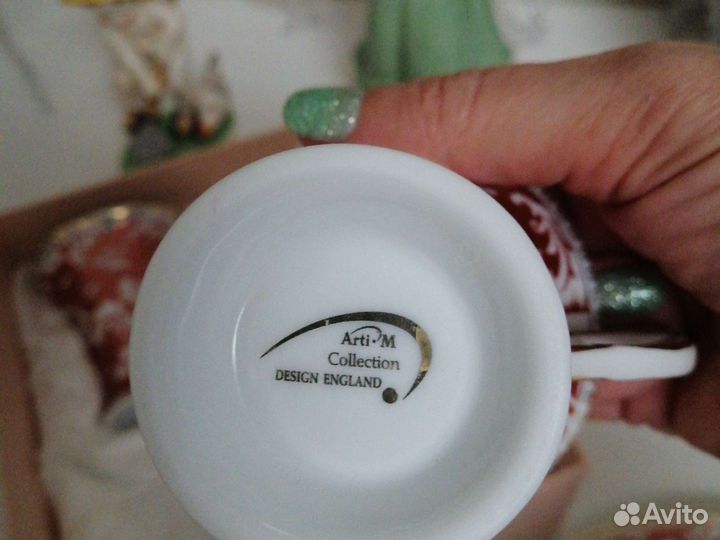 Arti-M
Collection
DESIGN ENGLAND
Avito